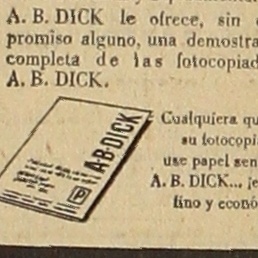 A. B. DICK le ofrece, sin
promiso alguno, una demostra
completa de las fotocopiad
A. B. DICK.
A·B·DICK
P
Cualquiera qu
su fotocopi
use papel sen
A. B. DICK... ¡e
fino y econó